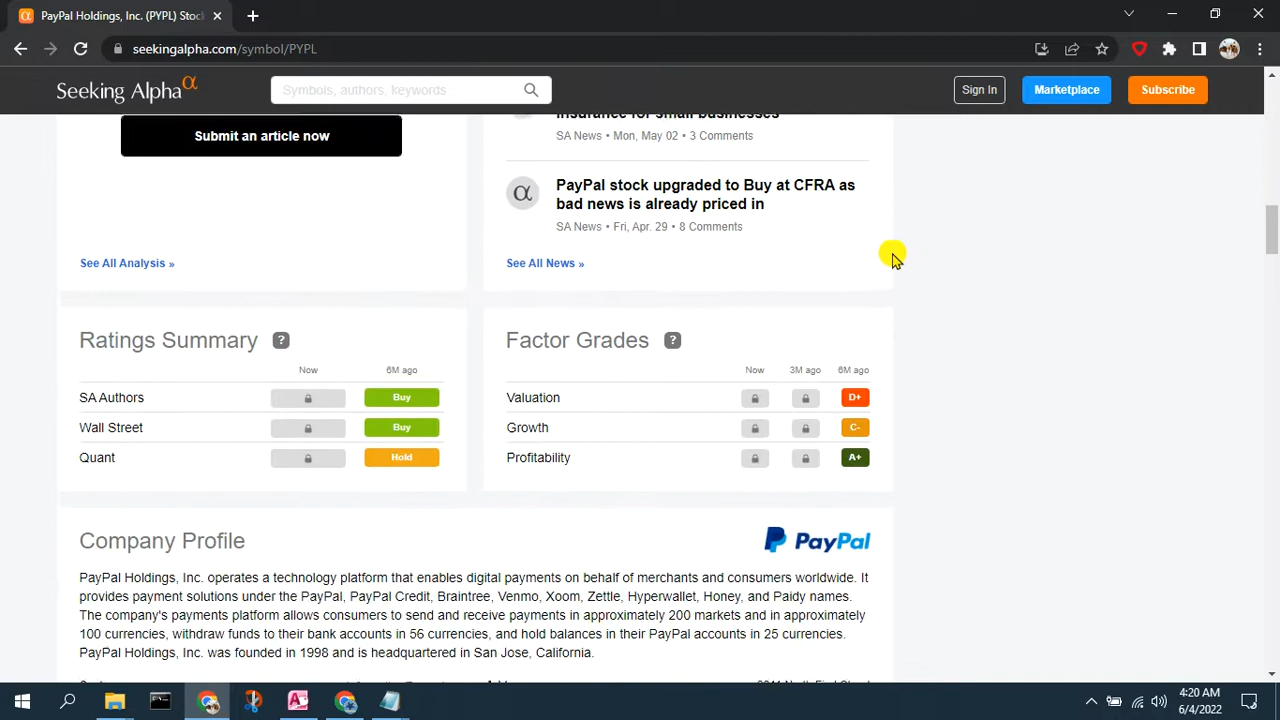 PayPal Holdings, Inc. (PYPL) Stock
seekingalpha.com/symbol/PYPL
Seeking Alpha α
Symbols, authors, keywords
Sign In
Marketplace
Subscribe
Submit an article now
insurance for small businesses
SA News • Mon, May 02 • 3 Comments
α
PayPal stock upgraded to Buy at CFRA as
bad news is already priced in
SA News • Fri, Apr. 29 • 8 Comments
See All Analysis »
See All News »
Ratings Summary ?
Now 6M ago
SA Authors Buy
Wall Street Buy
Quant Hold
Factor Grades ?
Now 3M ago 6M ago
Valuation D+
Growth C-
Profitability A+
Company Profile
PayPal
PayPal Holdings, Inc. operates a technology platform that enables digital payments on behalf of merchants and consumers worldwide. It
provides payment solutions under the PayPal, PayPal Credit, Braintree, Venmo, Xoom, Zettle, Hyperwallet, Honey, and Paidy names.
The company's payments platform allows consumers to send and receive payments in approximately 200 markets and in approximately
100 currencies, withdraw funds to their bank accounts in 56 currencies, and hold balances in their PayPal accounts in 25 currencies.
PayPal Holdings, Inc. was founded in 1998 and is headquartered in San Jose, California.
4:20 AM
6/4/2022